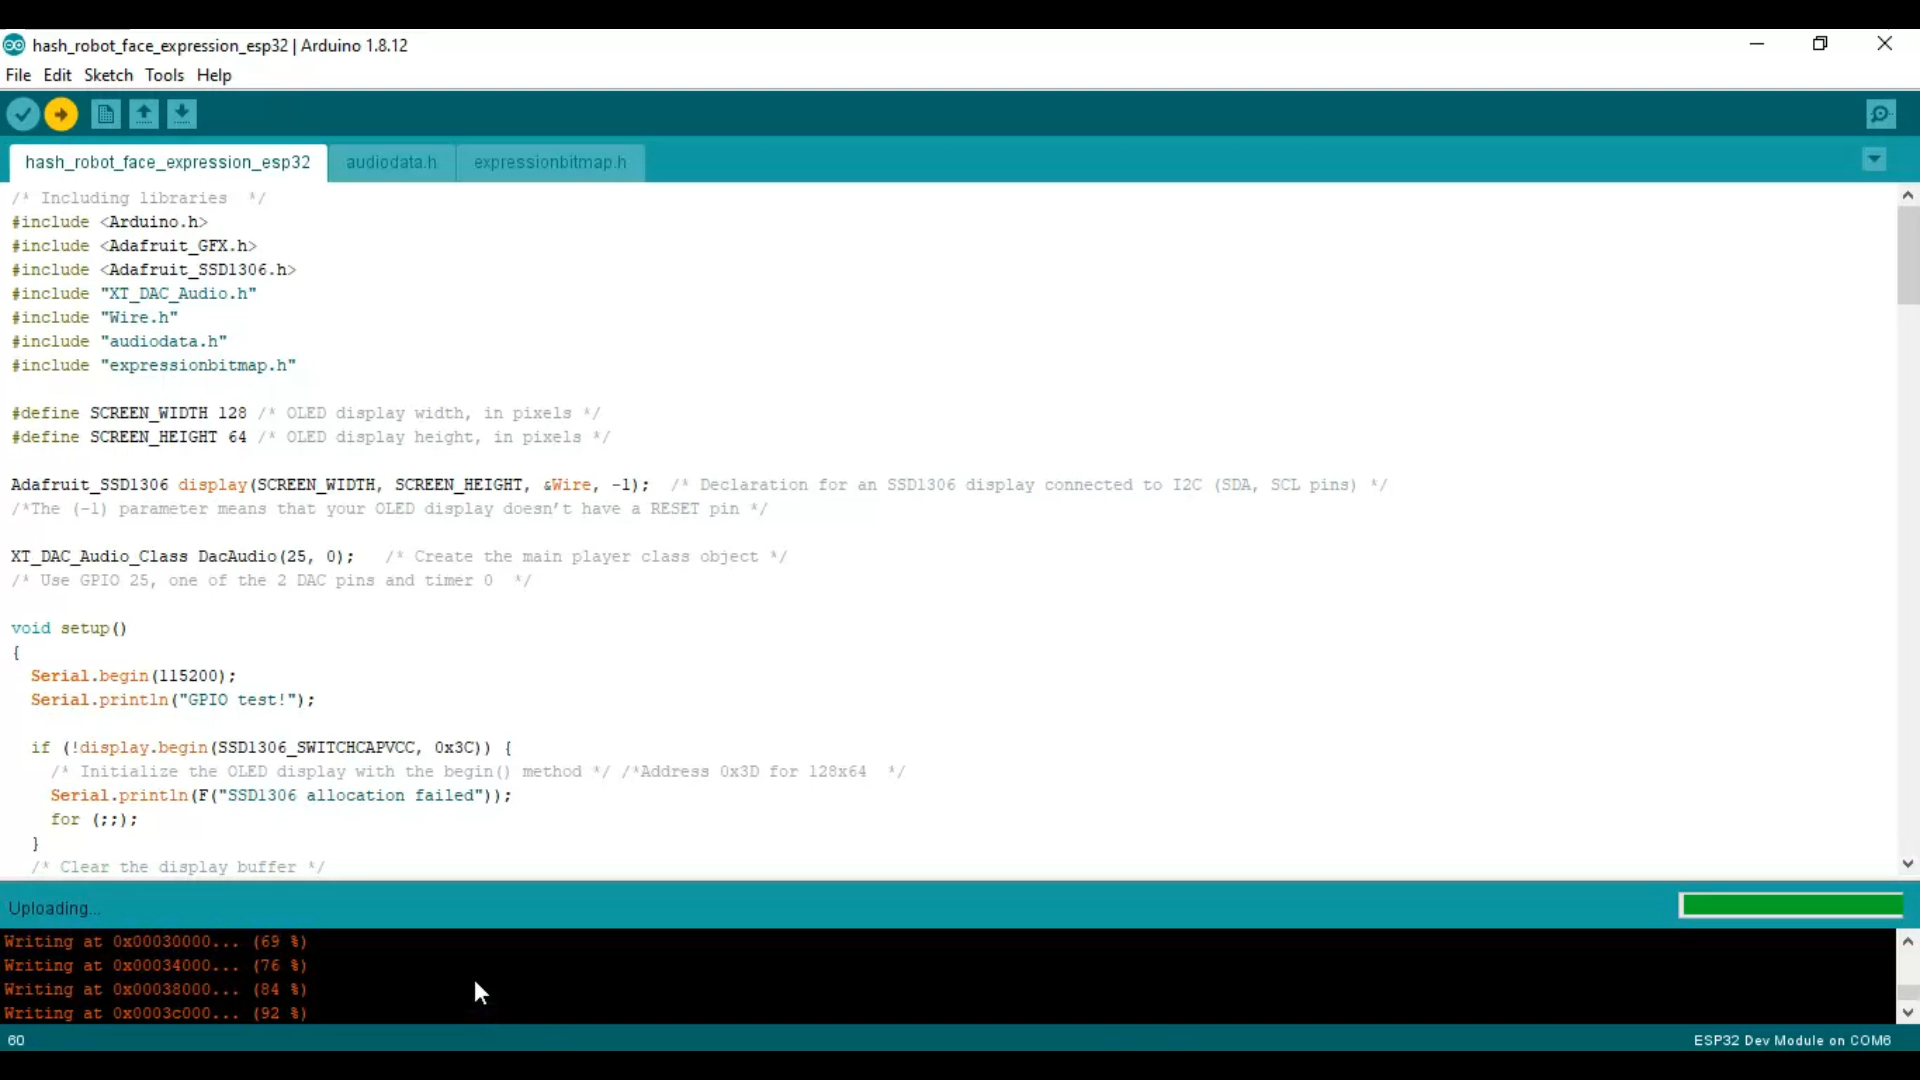 hash_robot_face_expression_esp32 | Arduino 1.8.12
File Edit Sketch Tools Help
hash_robot_face_expression_esp32 audiodata.h expressionbitmap.h
/* Including libraries  */
#include <Arduino.h>
#include <Adafruit_GFX.h>
#include <Adafruit_SSD1306.h>
#include "XT_DAC_Audio.h"
#include "Wire.h"
#include "audiodata.h"
#include "expressionbitmap.h"
#define SCREEN_WIDTH 128 /* OLED display width, in pixels */
#define SCREEN_HEIGHT 64 /* OLED display height, in pixels */
Adafruit_SSD1306 display(SCREEN_WIDTH, SCREEN_HEIGHT, &Wire, -1);  /* Declaration for an SSD1306 display connected to I2C (SDA, SCL pins) */
/*The (-1) parameter means that your OLED display doesn't have a RESET pin */
XT_DAC_Audio_Class DacAudio(25, 0);   /* Create the main player class object */
/* Use GPIO 25, one of the 2 DAC pins and timer 0  */
void setup()
{
  Serial.begin(115200);
  Serial.println("GPIO test!");
  if (!display.begin(SSD1306_SWITCHCAPVCC, 0x3C)) {
    /* Initialize the OLED display with the begin() method */ /*Address 0x3D for 128x64  */
    Serial.println(F("SSD1306 allocation failed"));
    for (;;);
  }
  /* Clear the display buffer */
Uploading...
Writing at 0x00030000... (69 %)
Writing at 0x00034000... (76 %)
Writing at 0x00038000... (84 %)
Writing at 0x0003c000... (92 %)
60 ESP32 Dev Module on COM6